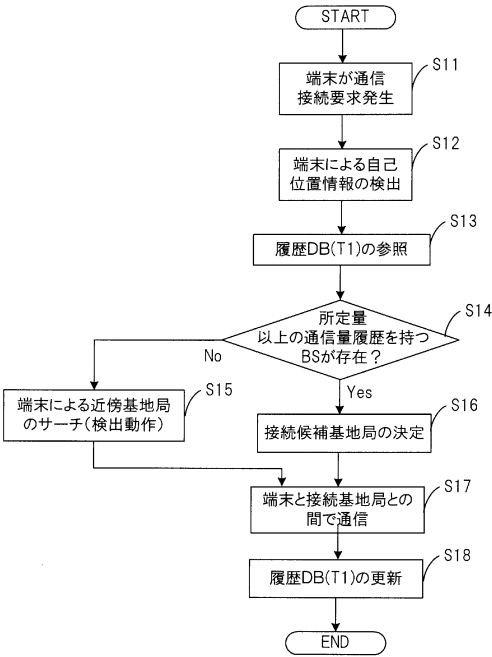 START
S11
端末が通信
接続要求発生
S12
端末による自己
位置情報の検出
S13
履歴DB(T1)の参照
S14
所定量
以上の通信量履歴を持つ
BSが存在？
No
Yes
S15
端末による近傍基地局
のサーチ(検出動作)
S16
接続候補基地局の決定
S17
端末と接続基地局との
間で通信
S18
履歴DB(T1)の更新
END